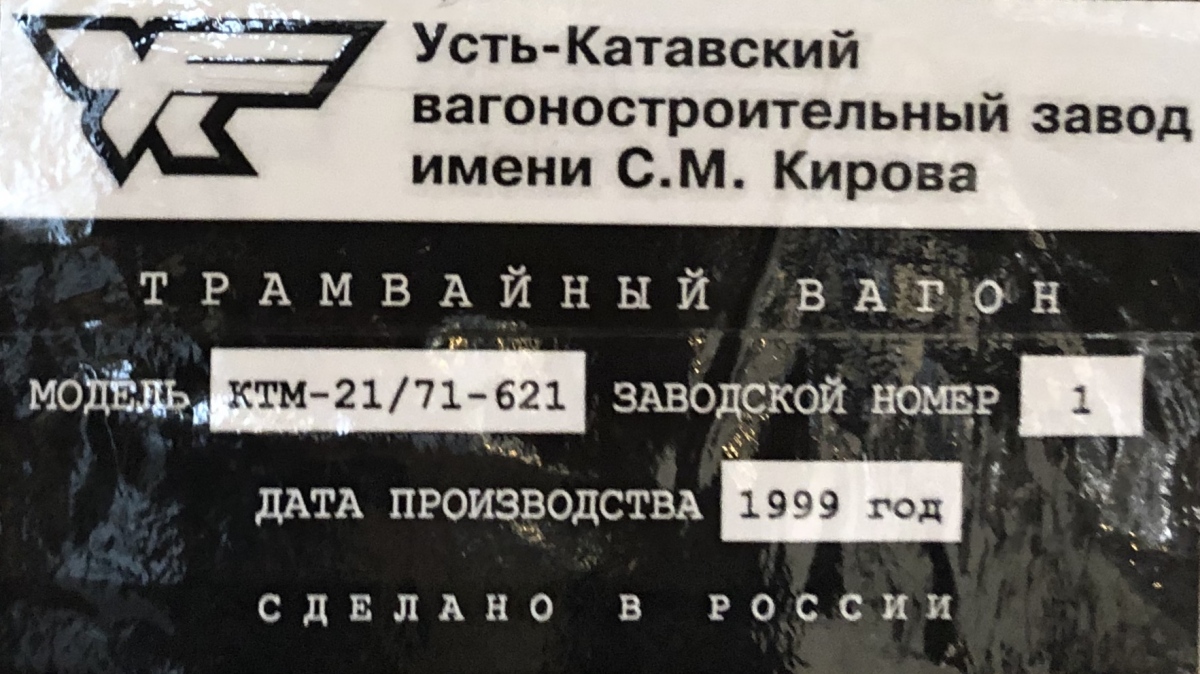 Усть-Катавский
вагоностроительный завод
имени С.М. Кирова
ТРАМВАЙНЫЙ ВАГОН
МОДЕЛЬ КТМ-21/71-621 ЗАВОДСКОЙ НОМЕР 1
ДАТА ПРОИЗВОДСТВА 1999 год
СДЕЛАНО В РОССИИ